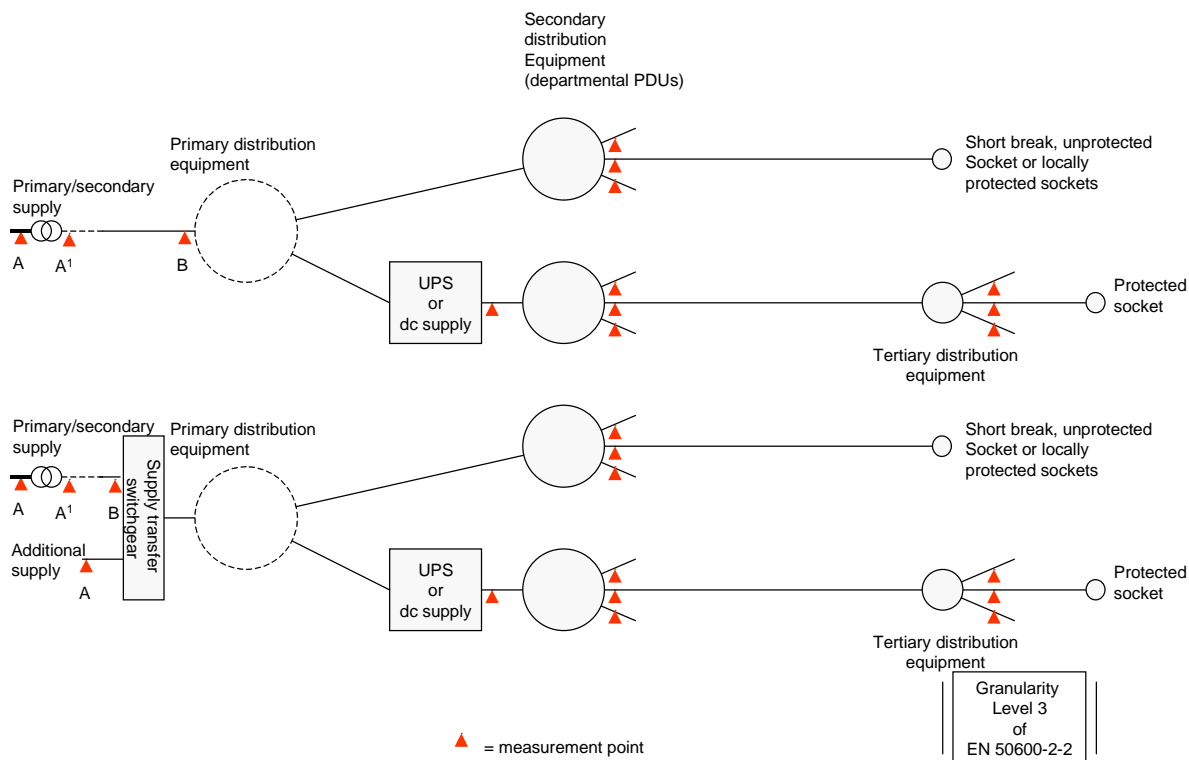 Secondary
distribution
Equipment
(departmental PDUs)
Primary distribution
equipment
Short break, unprotected
Socket or locally
protected sockets
Primary/secondary
supply
A
A¹
B
UPS
or
dc supply
Protected
socket
Tertiary distribution
equipment
Primary/secondary
supply
Primary distribution
equipment
Short break, unprotected
Socket or locally
protected sockets
Supply transfer
switchgear
A
A¹
B
Additional
supply
A
UPS
or
dc supply
Protected
socket
Tertiary distribution
equipment
Granularity
Level 3
of
EN 50600-2-2
= measurement point